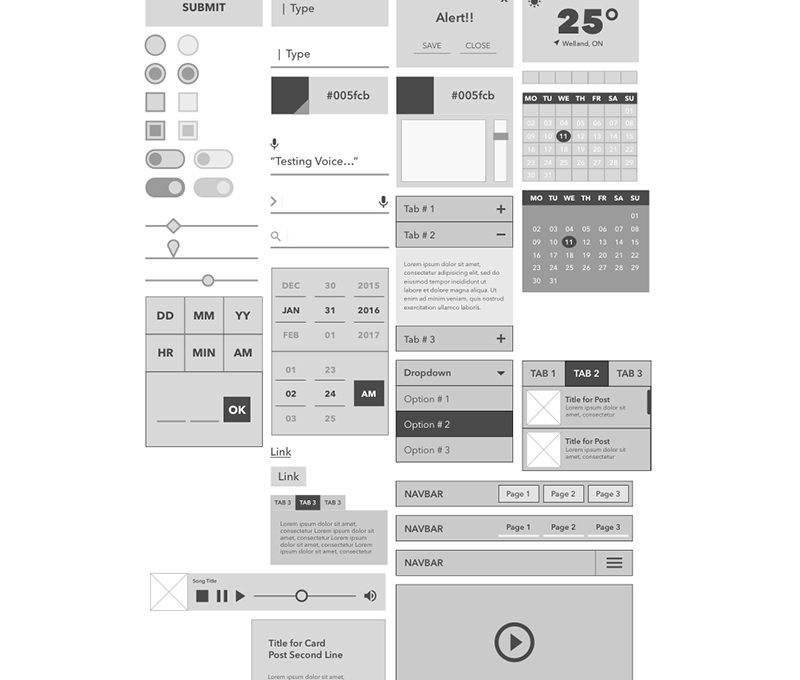 SUBMIT
DD MM YY
HR MIN AM
OK
| Type
| Type
#005fcb
“Testing Voice...”
DEC 30 2015
JAN 31 2016
FEB 01 2017
01 23
02 24 AM
03 25
Link
Link
TAB 3 TAB 3 TAB 3
Lorem ipsum dolor sit amet,
consectetur Lorem ipsum
dolor sit amet, consectetur
Lorem ipsum dolor sit amet,
consectetur Lorem ipsum
dolor sit amet, consectetur
Song Title
Title for Card
Post Second Line
Lorem ipsum dolor sit amet,
Alert!!
SAVE CLOSE
#005fcb
Tab # 1
Tab # 2
Lorem ipsum dolor sit amet,
consectetur adipisicing elit, sed do
eiusmod tempor incididunt ut
labore et dolore magna aliqua. Ut
enim ad minim veniam, quis nostrud
exercitation ullamco laboris.
Tab # 3
Dropdown
Option # 1
Option # 2
Option # 3
NAVBAR Page 1 Page 2 Page 3
NAVBAR Page 1 Page 2 Page 3
NAVBAR
25°
Welland, ON
MO TU WE TH FR SA SU
01
02 03 04 05 06 07 08
09 10 11 12 13 14 15
16 17 18 19 20 21 22
23 24 25 26 27 28 29
30 31
MO TU WE TH FR SA SU
01
02 03 04 05 06 07 08
09 10 11 12 13 14 15
16 17 18 19 20 21 22
23 24 25 26 27 28 29
30 31
TAB 1 TAB 2 TAB 3
Title for Post
Lorem ipsum dolor sit
amet, consectetur
Title for Post
Lorem ipsum dolor sit
amet, consectetur